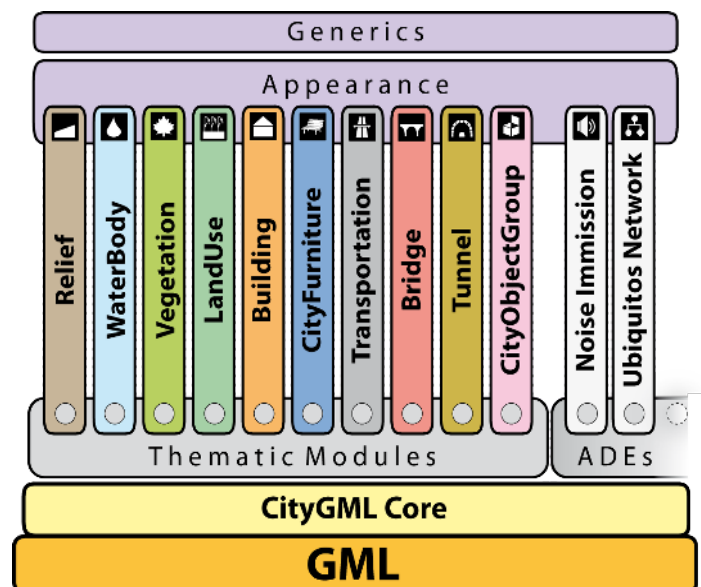 Generics
Appearance
Relief
WaterBody
Vegetation
LandUse
Building
CityFurniture
Transportation
Bridge
Tunnel
CityObjectGroup
Noise Immission
Ubiquitos Network
Thematic Modules
ADEs
CityGML Core
GML